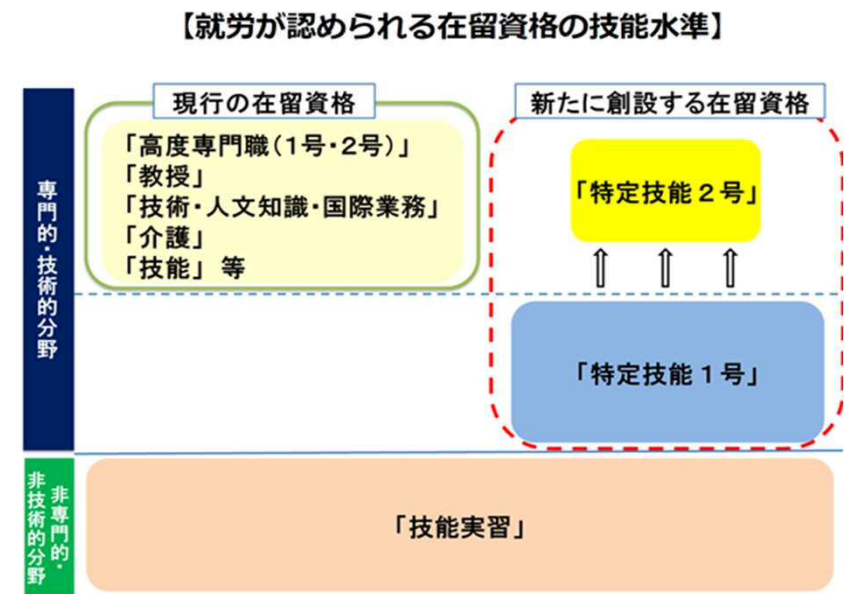 【就労が認められる在留資格の技能水準】
現行の在留資格
「高度専門職(1号・2号)」
「教授」
「技術・人文知識・国際業務」
「介護」
「技能」 等
新たに創設する在留資格
「特定技能2号」
「特定技能1号」
専門的・技術的分野
非専門的・
非技術的分野
「技能実習」